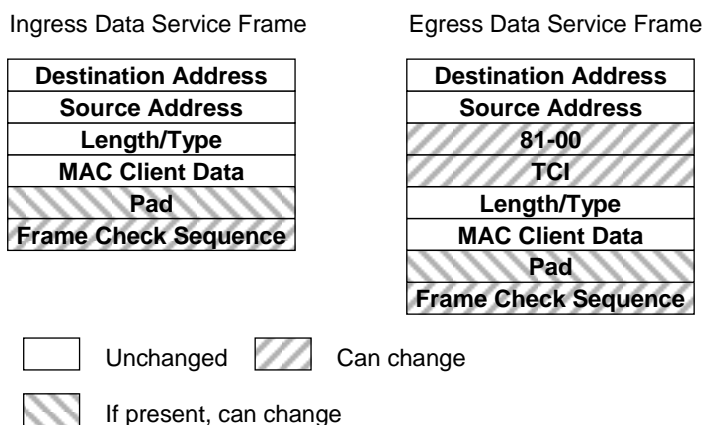 Ingress Data Service Frame
Destination Address
Source Address
Length/Type
MAC Client Data
Pad
Frame Check Sequence
Egress Data Service Frame
Destination Address
Source Address
81-00
TCI
Length/Type
MAC Client Data
Pad
Frame Check Sequence
Unchanged
Can change
If present, can change